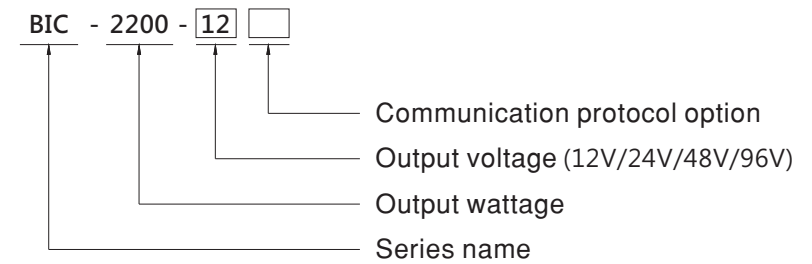 BIC - 2200 - 12
Communication protocol option
Output voltage (12V/24V/48V/96V)
Output wattage
Series name